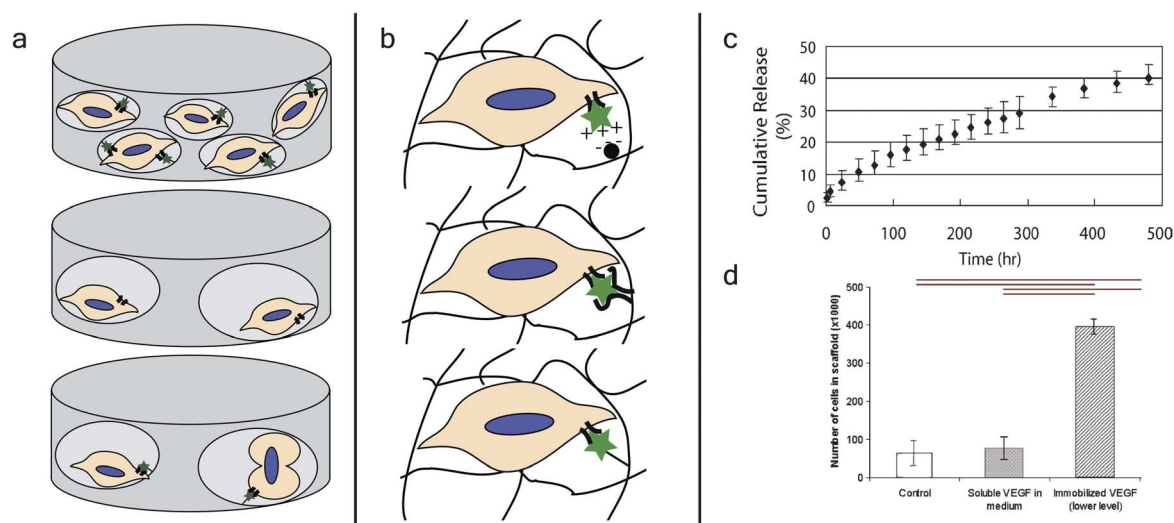 a
b
+ + +
- - -
c
Cumulative Release
(%)
50
40
30
20
10
0
0 100 200 300 400 500
Time (hr)
d
Number of cells in scaffold (x1000)
500
400
300
200
100
0
Control
Soluble VEGF in
medium
Immobilized VEGF
(lower level)